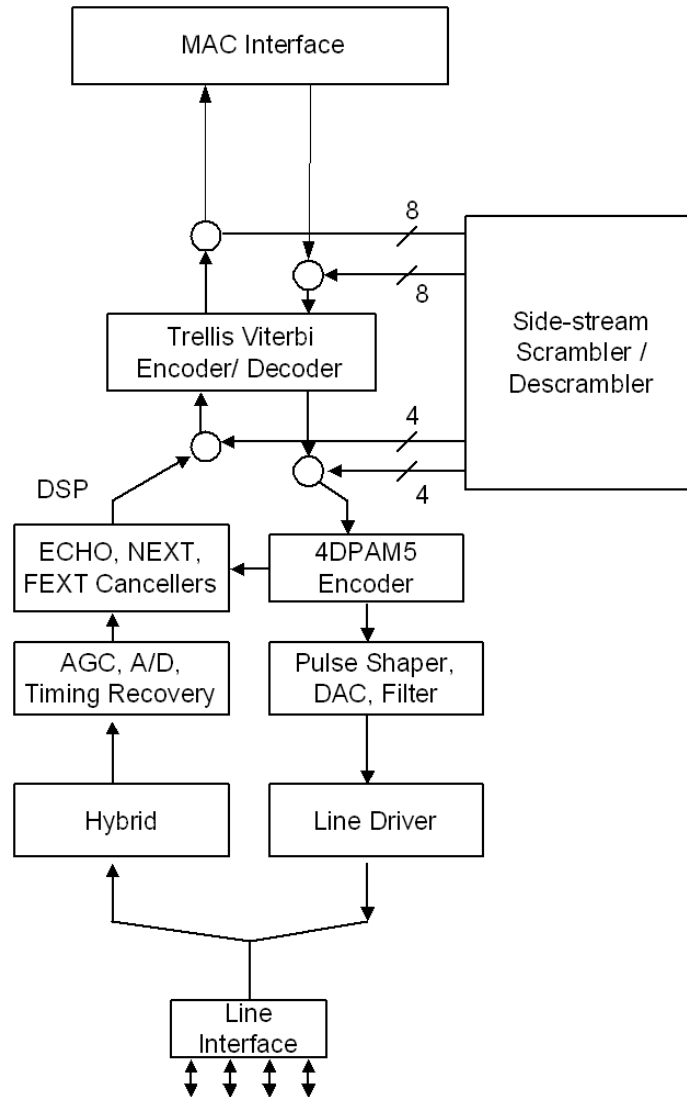 MAC Interface
8
8
Side-stream
Scrambler /
Descrambler
Trellis Viterbi
Encoder/ Decoder
4
4
DSP
ECHO, NEXT,
FEXT Cancellers
4DPAM5
Encoder
AGC, A/D,
Timing Recovery
Pulse Shaper,
DAC, Filter
Hybrid
Line Driver
Line
Interface